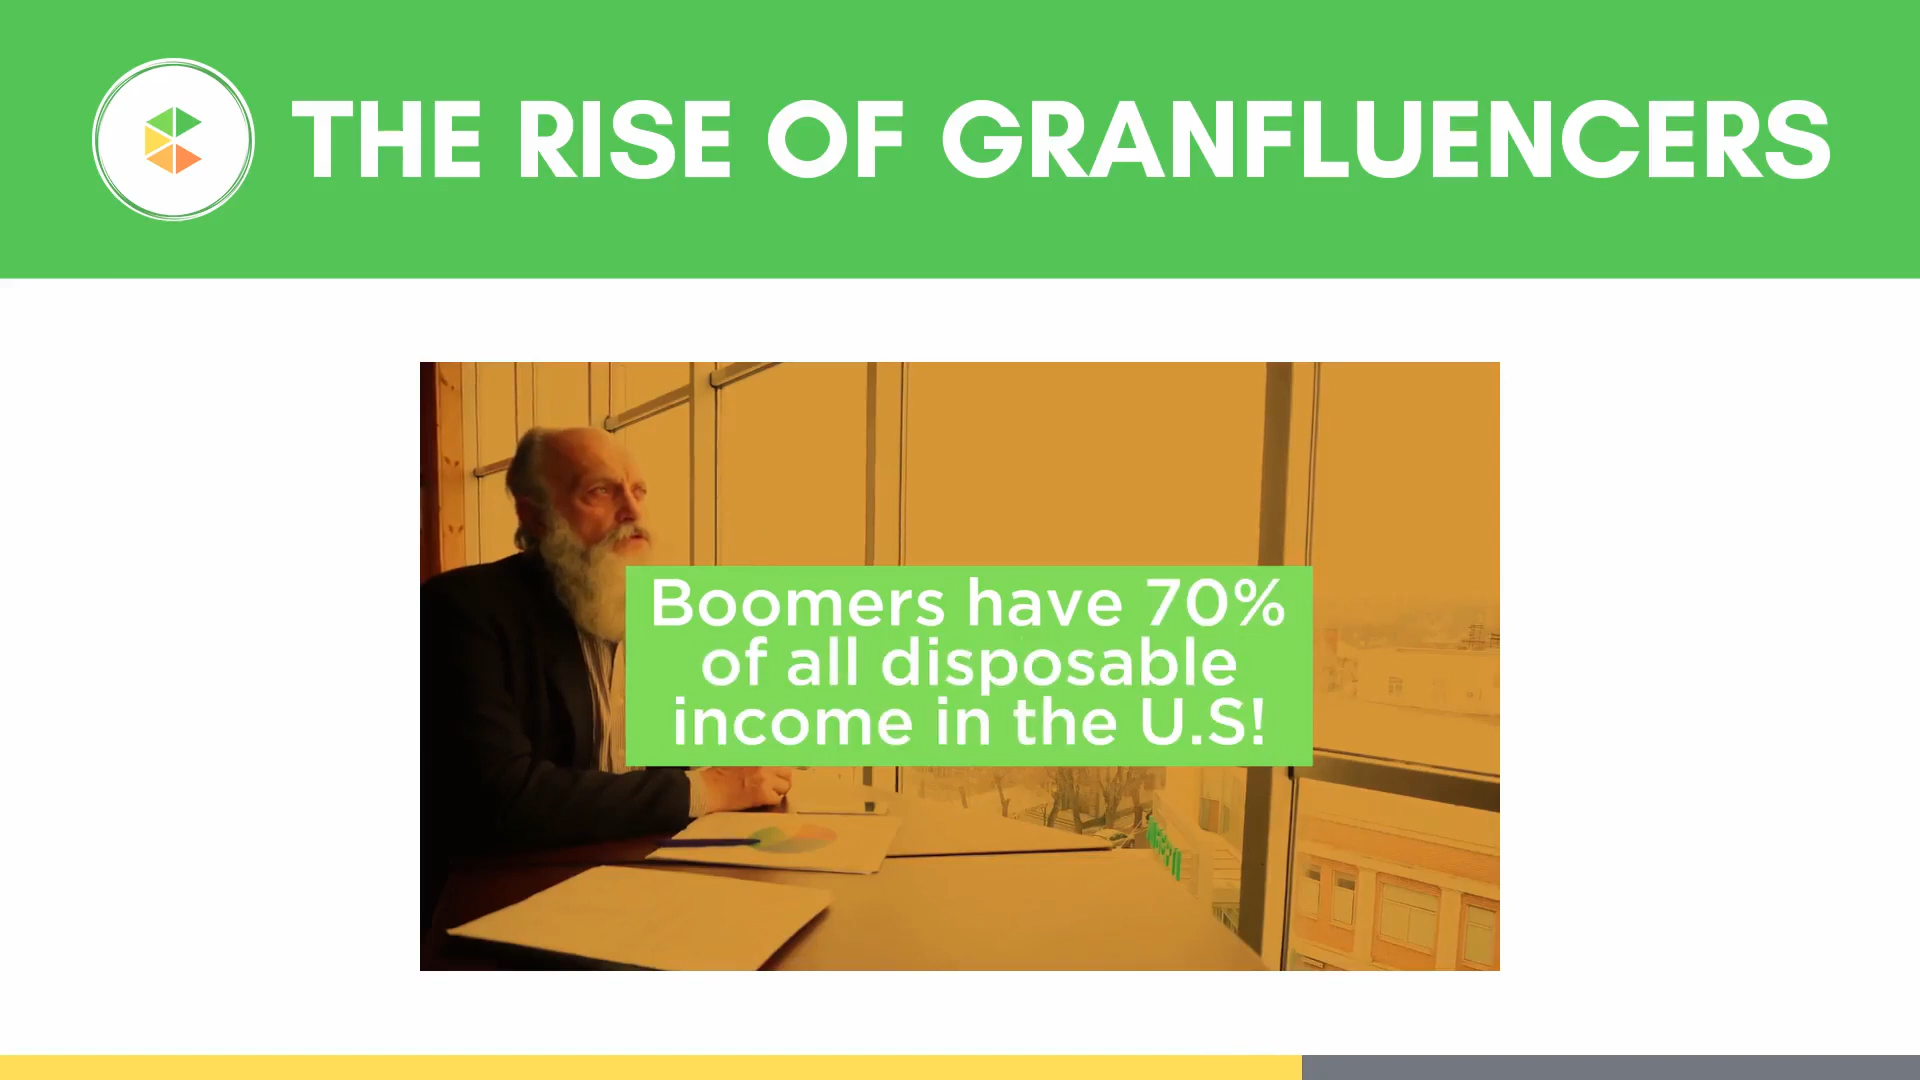 THE RISE OF GRANFLUENCERS
Boomers have 70%
of all disposable
income in the U.S!